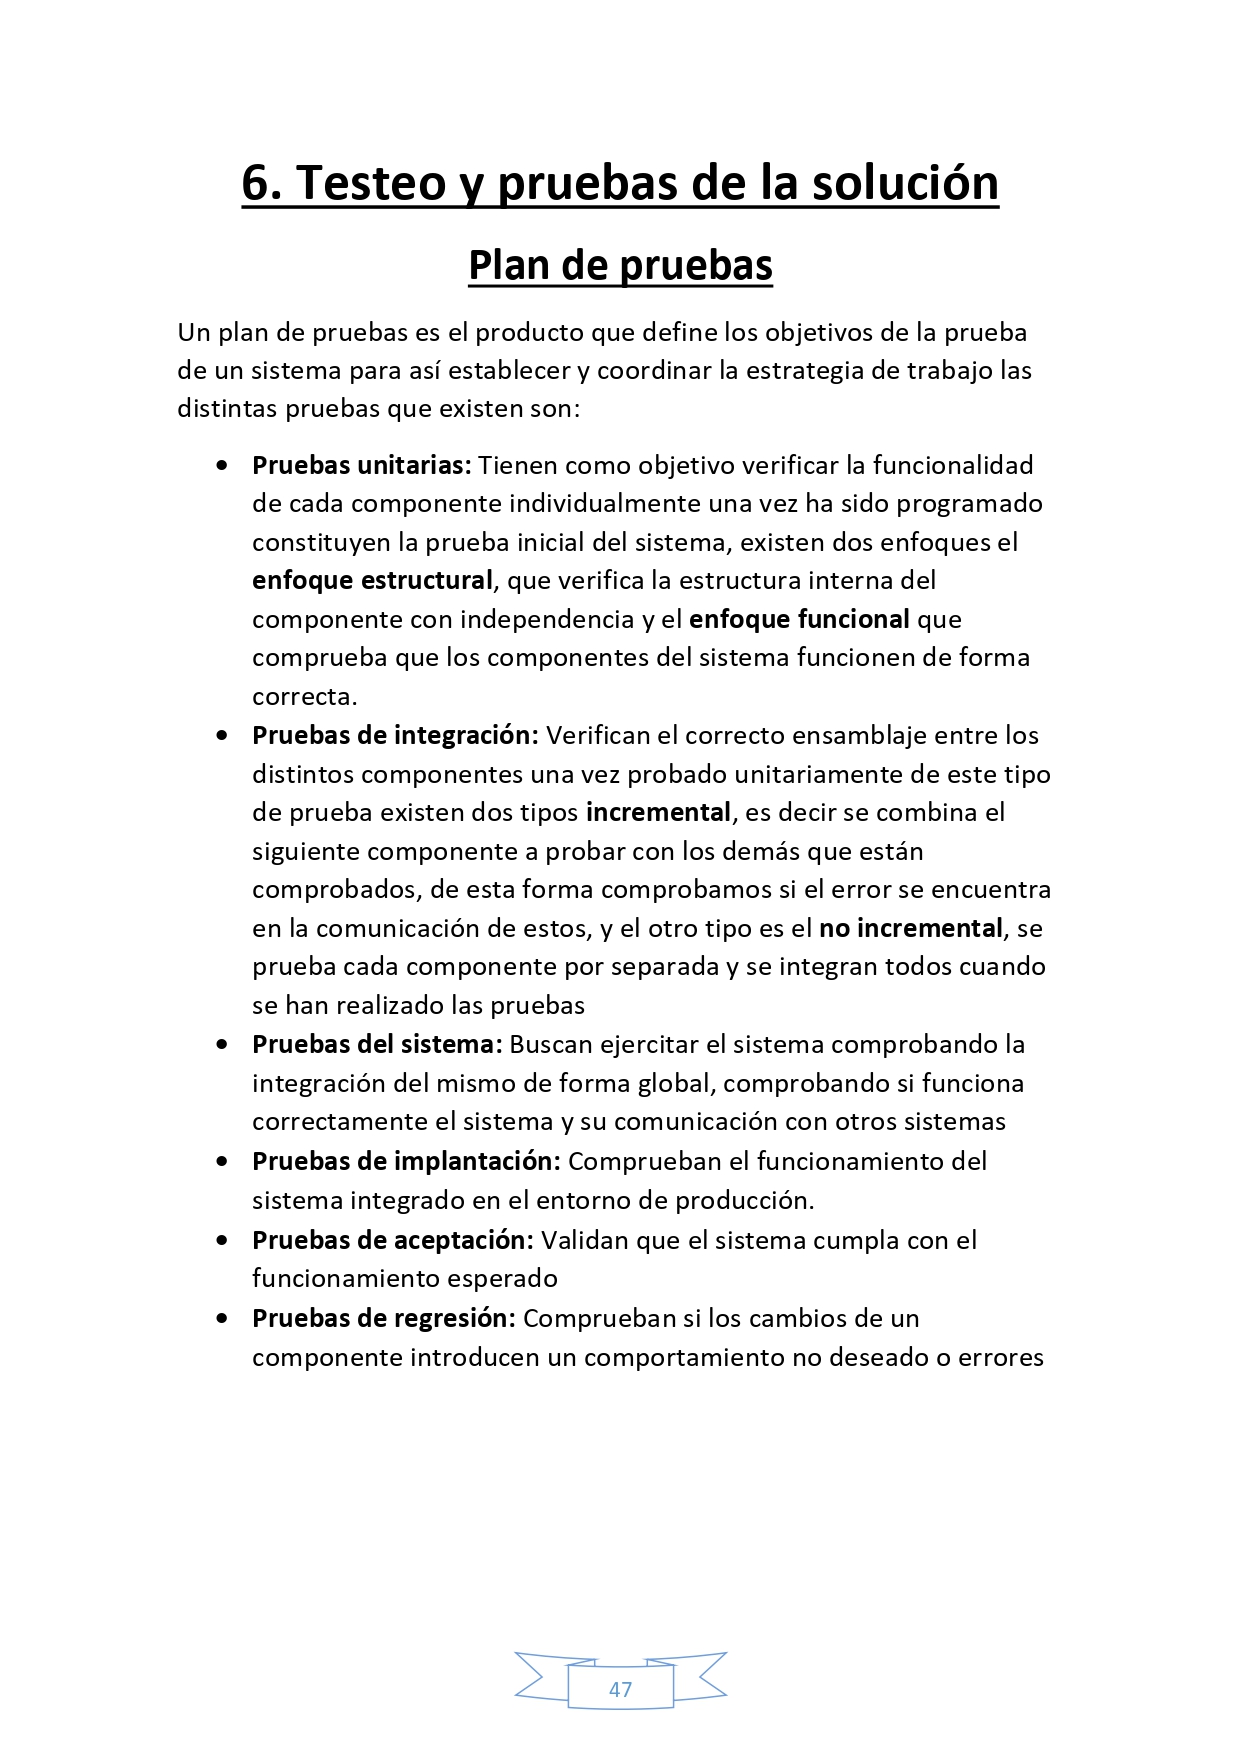 6. Testeo y pruebas de la solución
Plan de pruebas
Un plan de pruebas es el producto que define los objetivos de la prueba
de un sistema para así establecer y coordinar la estrategia de trabajo las
distintas pruebas que existen son:
• Pruebas unitarias: Tienen como objetivo verificar la funcionalidad
de cada componente individualmente una vez ha sido programado
constituyen la prueba inicial del sistema, existen dos enfoques el
enfoque estructural, que verifica la estructura interna del
componente con independencia y el enfoque funcional que
comprueba que los componentes del sistema funcionen de forma
correcta.
• Pruebas de integración: Verifican el correcto ensamblaje entre los
distintos componentes una vez probado unitariamente de este tipo
de prueba existen dos tipos incremental, es decir se combina el
siguiente componente a probar con los demás que están
comprobados, de esta forma comprobamos si el error se encuentra
en la comunicación de estos, y el otro tipo es el no incremental, se
prueba cada componente por separada y se integran todos cuando
se han realizado las pruebas
• Pruebas del sistema: Buscan ejercitar el sistema comprobando la
integración del mismo de forma global, comprobando si funciona
correctamente el sistema y su comunicación con otros sistemas
• Pruebas de implantación: Comprueban el funcionamiento del
sistema integrado en el entorno de producción.
• Pruebas de aceptación: Validan que el sistema cumpla con el
funcionamiento esperado
• Pruebas de regresión: Comprueban si los cambios de un
componente introducen un comportamiento no deseado o errores
47